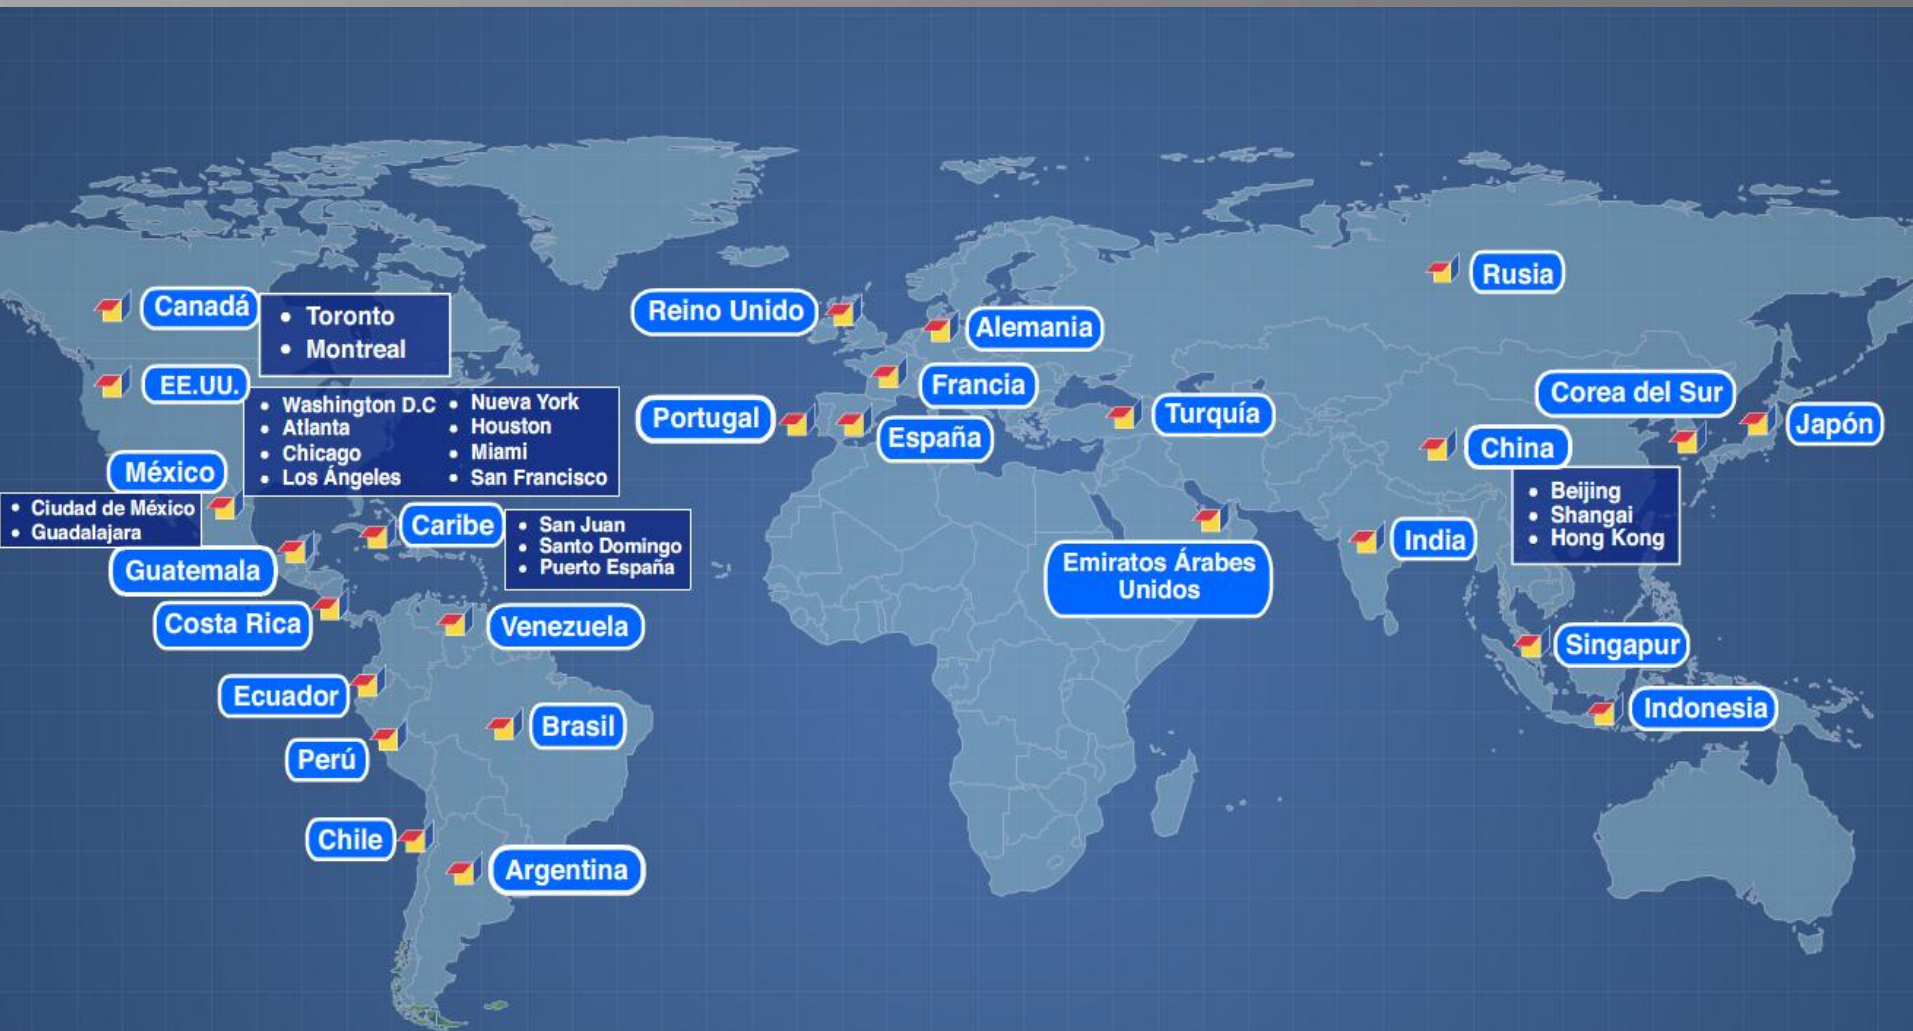 Canadá
• Toronto
• Montreal
EE.UU.
• Washington D.C
• Atlanta
• Chicago
• Los Ángeles
• Nueva York
• Houston
• Miami
• San Francisco
México
• Ciudad de México
• Guadalajara
Caribe
• San Juan
• Santo Domingo
• Puerto España
Guatemala
Costa Rica
Venezuela
Ecuador
Brasil
Perú
Chile
Argentina
Reino Unido
Alemania
Francia
Portugal
España
Turquía
Emiratos Árabes
Unidos
Rusia
Corea del Sur
Japón
China
• Beijing
• Shangai
• Hong Kong
India
Singapur
Indonesia